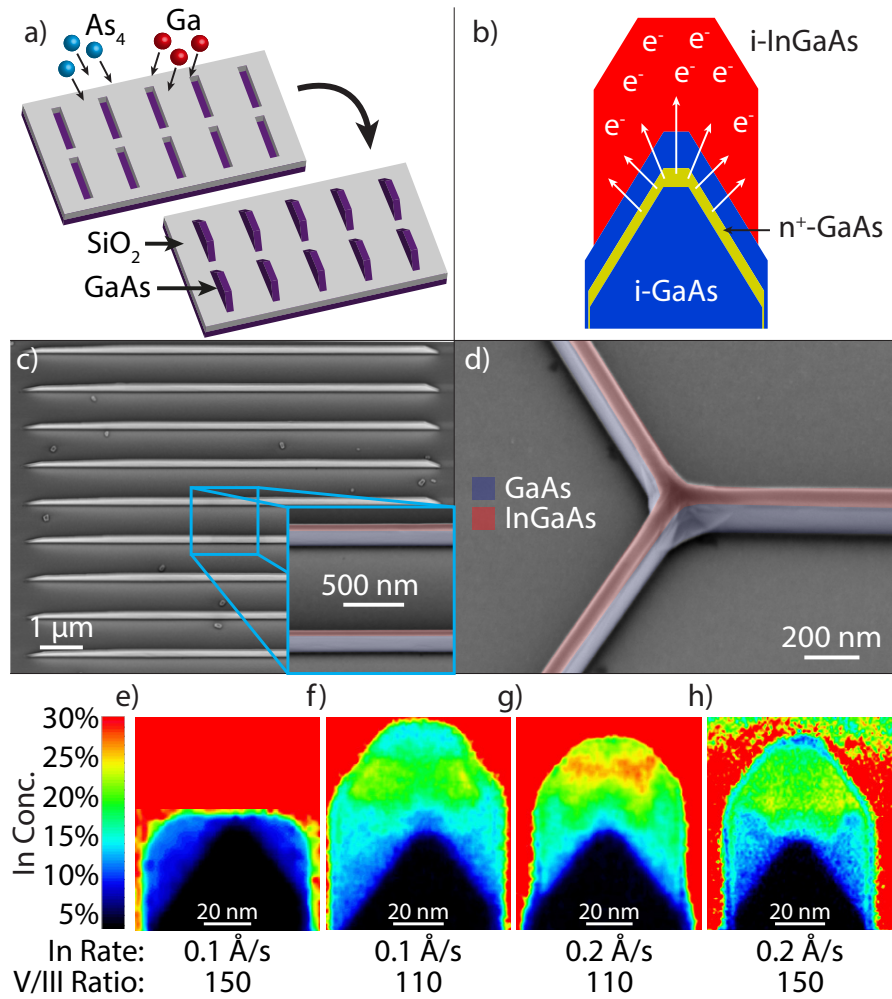 a)
As₄ Ga
SiO₂
GaAs
b)
i-InGaAs
e⁻ e⁻ e⁻
e⁻ e⁻ e⁻
e⁻ e⁻
n⁺-GaAs
i-GaAs
c)
1 µm
500 nm
d)
GaAs
InGaAs
200 nm
e) f) g) h)
In Conc.
30%
25%
20%
15%
10%
5%
20 nm 20 nm 20 nm 20 nm
In Rate: 0.1 Å/s 0.1 Å/s 0.2 Å/s 0.2 Å/s
V/III Ratio: 150 110 110 150